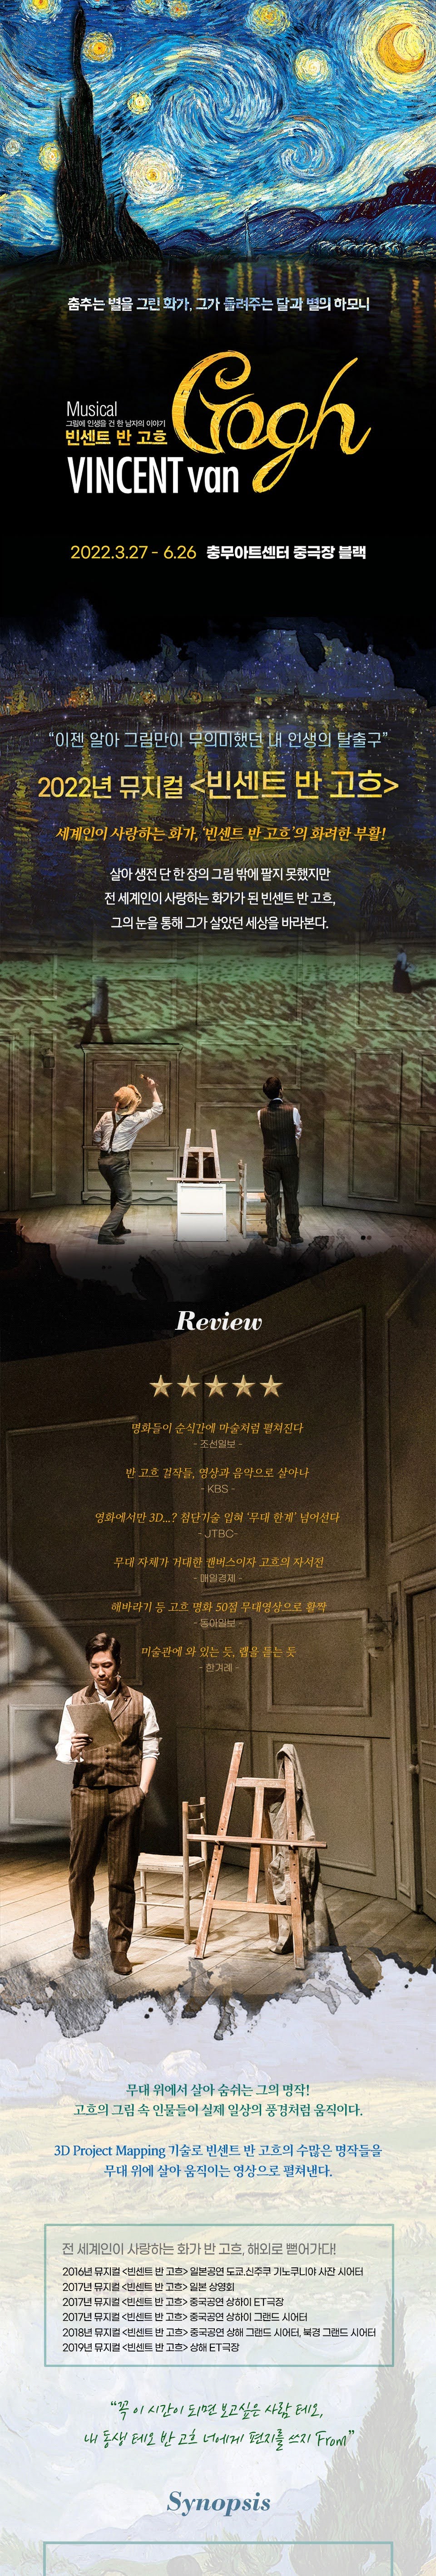 춤추는 별을 그린 화가, 그가 들려주는 달과 별의 하모니
Musical
그림에 인생을 건 한 남자의 이야기
빈센트 반 고흐
VINCENT van Gogh
2022.3.27 - 6.26 충무아트센터 중극장 블랙
“이젠 알아 그림만이 무의미했던 내 인생의 탈출구”
2022년 뮤지컬 <빈센트 반 고흐>
세계인이 사랑하는 화가, ‘빈센트 반 고흐’의 화려한 부활!
살아 생전 단 한 장의 그림 밖에 팔지 못했지만
전 세계인이 사랑하는 화가가 된 빈센트 반 고흐,
그의 눈을 통해 그가 살았던 세상을 바라본다.
Review
명화들이 순식간에 마술처럼 펼쳐진다
- 조선일보 -
반 고흐 걸작들, 영상과 음악으로 살아나
- KBS -
영화에서만 3D...? 첨단기술 입혀 ‘무대 한계’ 넘어선다
- JTBC-
무대 자체가 거대한 캔버스이자 고흐의 자서전
- 매일경제 -
해바라기 등 고흐 명화 50점 무대영상으로 활짝
- 동아일보 -
미술관에 와 있는 듯, 랩을 듣는 듯
- 한겨레 -
무대 위에서 살아 숨쉬는 그의 명작!
고흐의 그림 속 인물들이 실제 일상의 풍경처럼 움직이다.
3D Project Mapping 기술로 빈센트 반 고흐의 수많은 명작들을
무대 위에 살아 움직이는 영상으로 펼쳐낸다.
전 세계인이 사랑하는 화가 반 고흐, 해외로 뻗어가다!
2016년 뮤지컬 <빈센트 반 고흐> 일본공연 도쿄.신주쿠 기노쿠니야 사잔 시어터
2017년 뮤지컬 <빈센트 반 고흐> 일본 상영회
2017년 뮤지컬 <빈센트 반 고흐> 중국공연 상하이 ET극장
2017년 뮤지컬 <빈센트 반 고흐> 중국공연 상하이 그랜드 시어터
2018년 뮤지컬 <빈센트 반 고흐> 중국공연 상해 그랜드 시어터, 북경 그랜드 시어터
2019년 뮤지컬 <빈센트 반 고흐> 상해 ET극장
“꼭 이 시간이 되면 보고싶은 사람 테오,
내 동생 테오 반 고흐 너에게 편지를 쓰지 From”
Synopsis